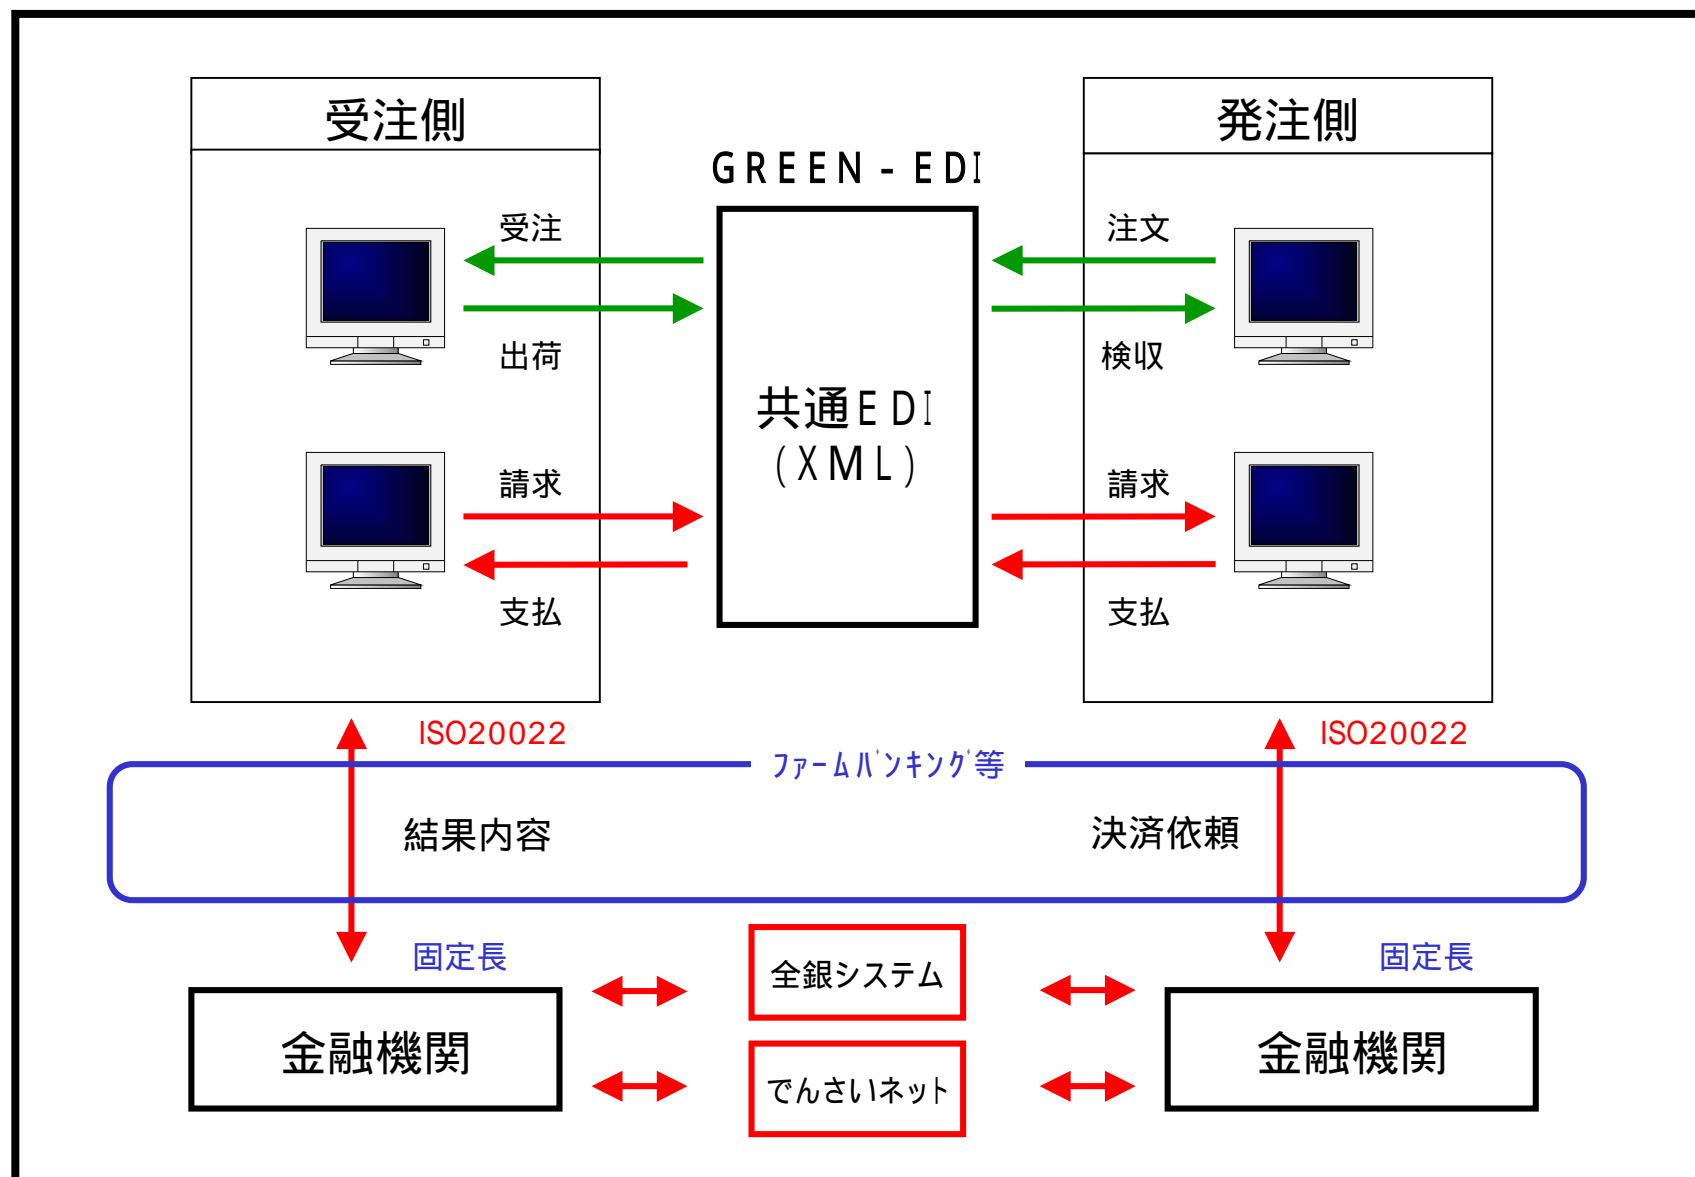 受注側
発注側
GREEN-EDI
受注
注文
出荷
検収
共通EDI
(XML)
請求
請求
支払
支払
ISO20022
ISO20022
ファームバンキング等
結果内容
決済依頼
固定長
固定長
全銀システム
金融機関
金融機関
でんさいネット